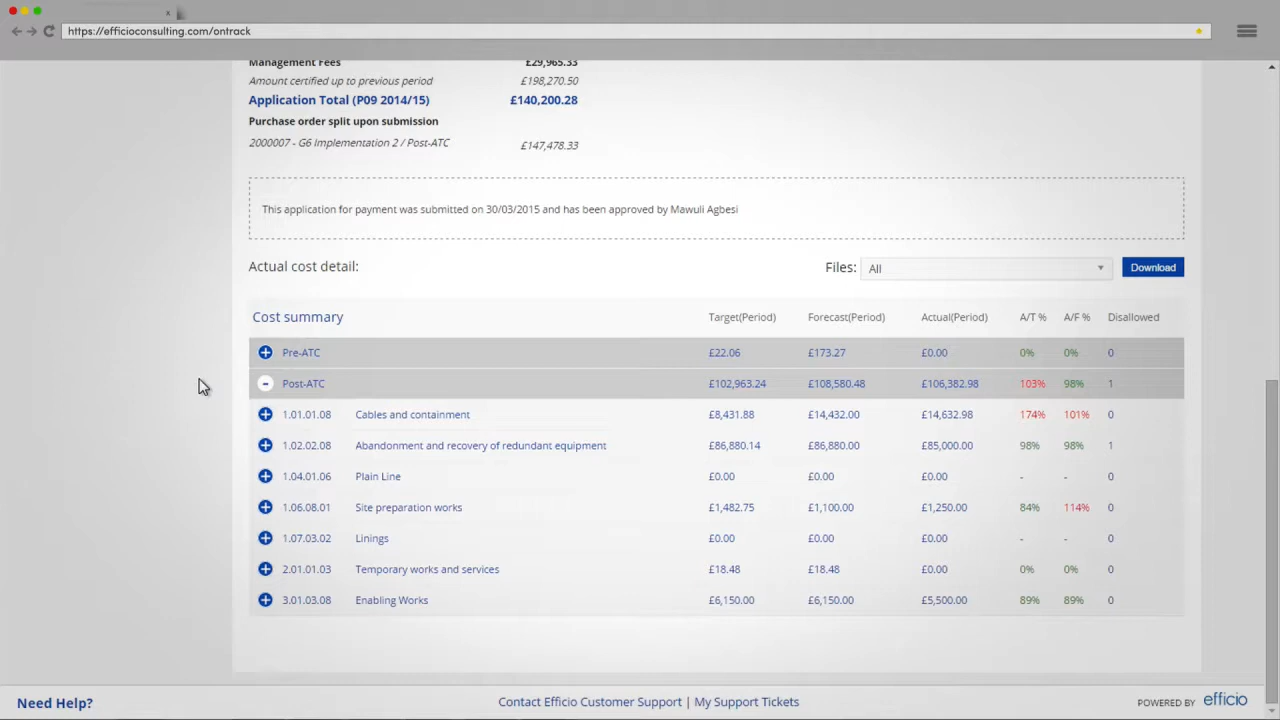 x
https://efficioconsulting.com/ontrack
Management Fees £29,965.33
Amount certified up to previous period £198,270.50
Application Total (P09 2014/15) £140,200.28
Purchase order split upon submission
2000007 - G6 Implementation 2 / Post-ATC £147,478.33
This application for payment was submitted on 30/03/2015 and has been approved by Mawuli Agbesi
Actual cost detail: Files: All Download
Cost summary Target(Period) Forecast(Period) Actual(Period) A/T % A/F % Disallowed
Pre-ATC £22.06 £173.27 £0.00 0% 0% 0
Post-ATC £102,963.24 £108,580.48 £106,382.98 103% 98% 1
1.01.01.08 Cables and containment £8,431.88 £14,432.00 £14,632.98 174% 101% 0
1.02.02.08 Abandonment and recovery of redundant equipment £86,880.14 £86,880.00 £85,000.00 98% 98% 1
1.04.01.06 Plain Line £0.00 £0.00 £0.00 - - 0
1.06.08.01 Site preparation works £1,482.75 £1,100.00 £1,250.00 84% 114% 0
1.07.03.02 Linings £0.00 £0.00 £0.00 - - 0
2.01.01.03 Temporary works and services £18.48 £18.48 £0.00 0% 0% 0
3.01.03.08 Enabling Works £6,150.00 £6,150.00 £5,500.00 89% 89% 0
Need Help? Contact Efficio Customer Support | My Support Tickets POWERED BY efficio